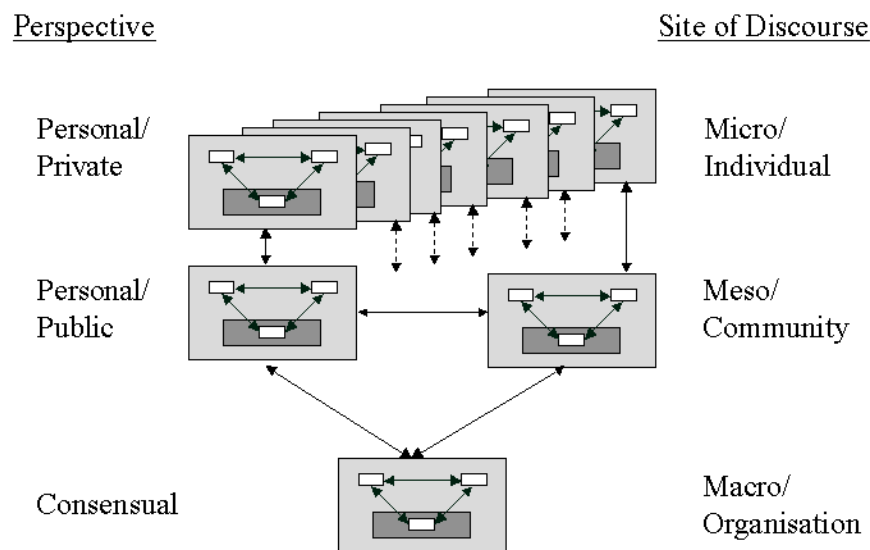 Perspective
Site of Discourse
Personal/
Private
Micro/
Individual
Personal/
Public
Meso/
Community
Consensual
Macro/
Organisation